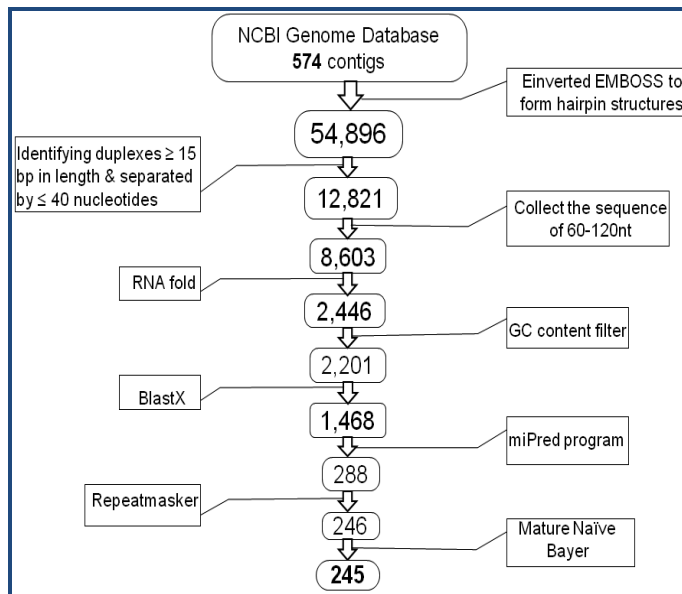 NCBI Genome Database
574 contigs
Einverted EMBOSS to
form hairpin structures
54,896
Identifying duplexes ≥ 15
bp in length & separated
by ≤ 40 nucleotides
12,821
Collect the sequence
of 60-120nt
8,603
RNA fold
2,446
GC content filter
2,201
BlastX
1,468
miPred program
288
Repeatmasker
246
Mature Naïve
Bayer
245